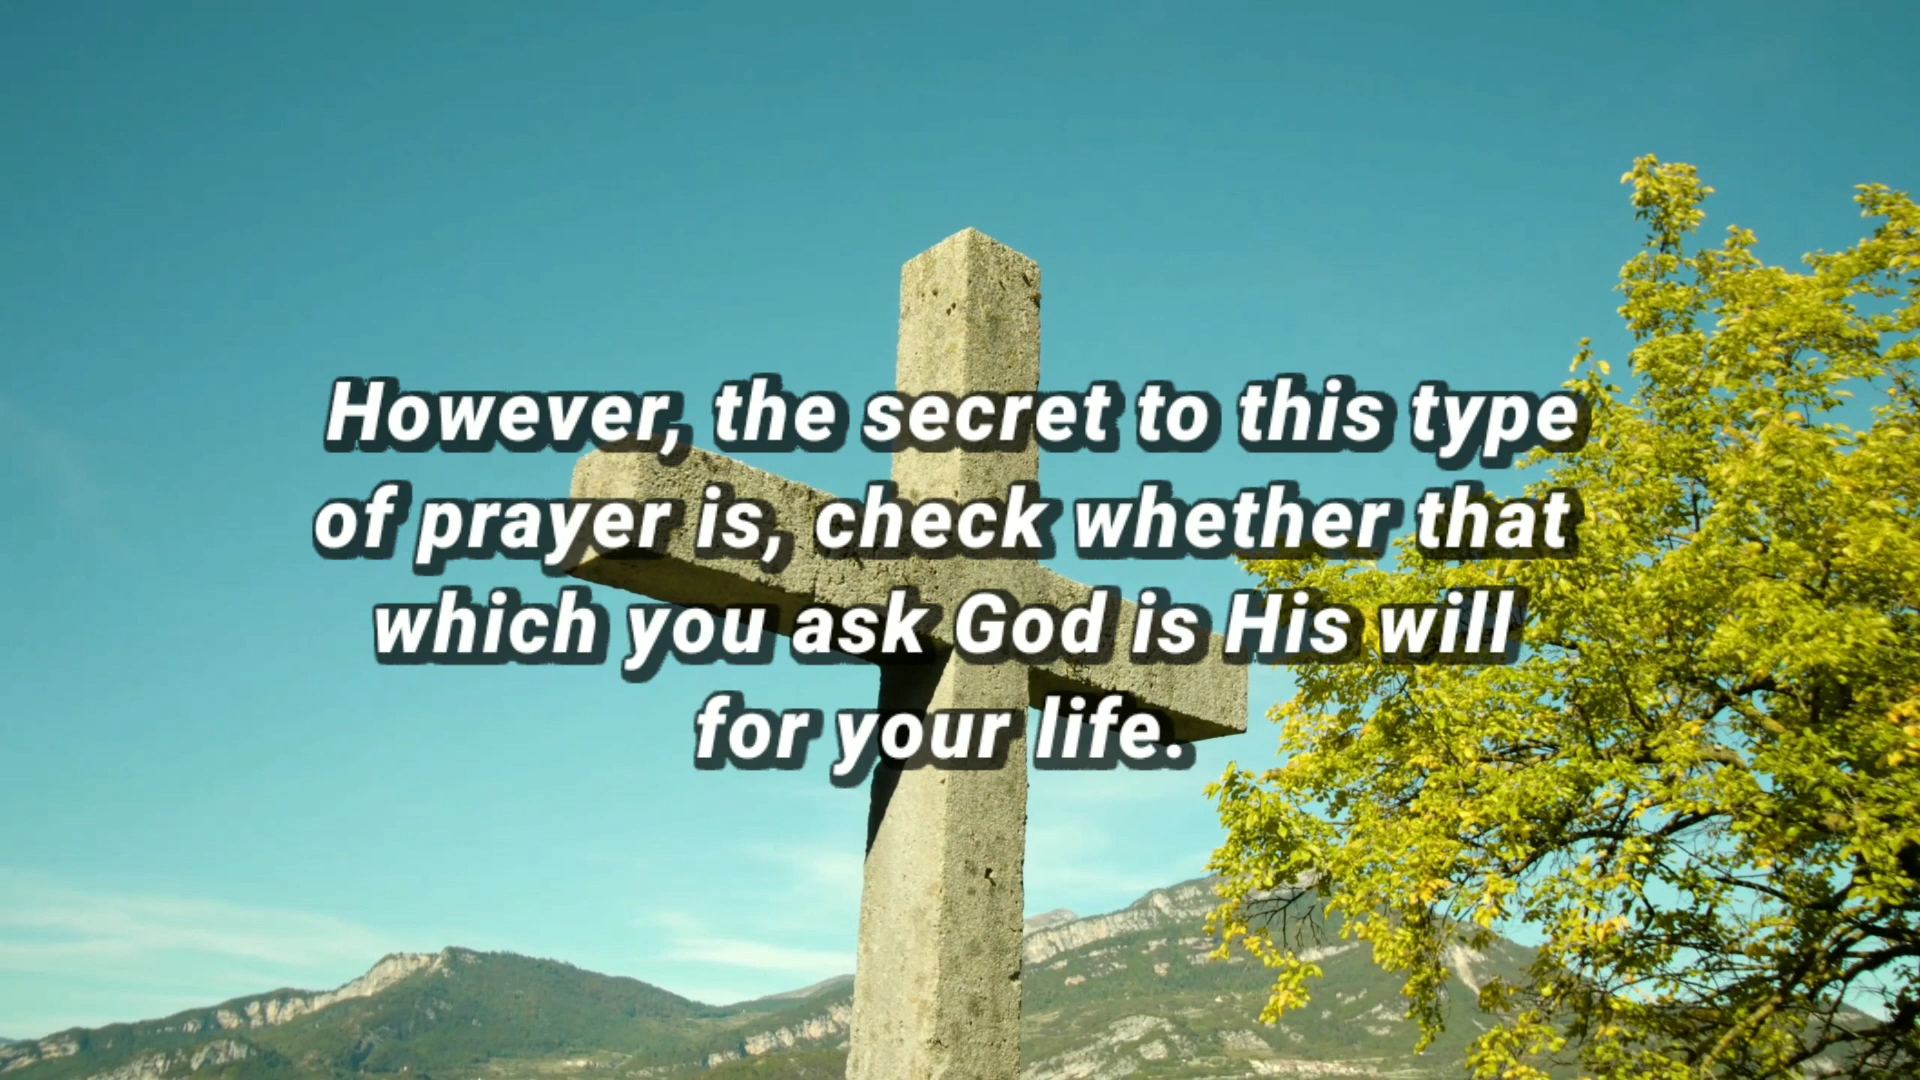 However, the secret to this type
of prayer is, check whether that
which you ask God is His will
for your life.